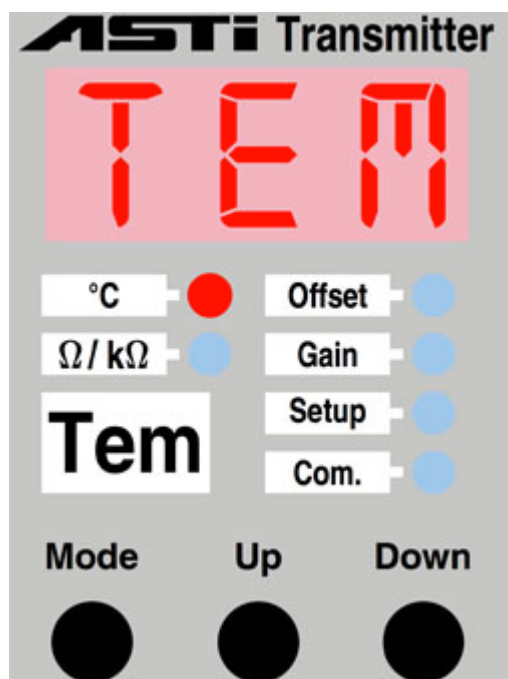 ASTi Transmitter
TEM
°C Offset
Ω / kΩ Gain
Tem Setup
Com.
Mode Up Down